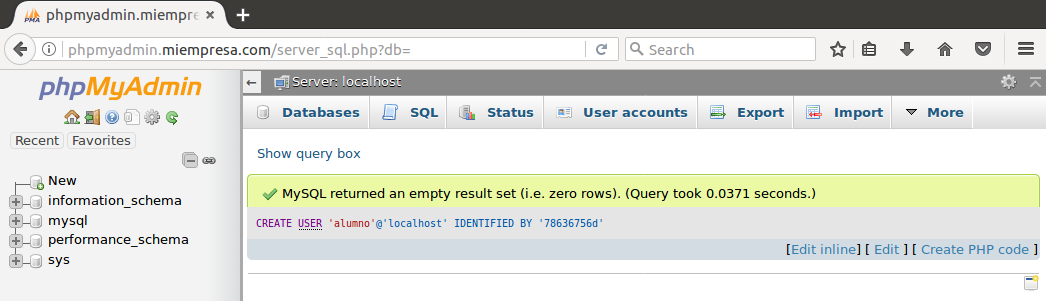 phpmyadmin.miempresa.com/server_sql.php?db=
Search
phpMyAdmin
Recent Favorites
New
information_schema
mysql
performance_schema
sys
Server: localhost
Databases SQL Status User accounts Export Import More
Show query box
MySQL returned an empty result set (i.e. zero rows). (Query took 0.0371 seconds.)
CREATE USER 'alumno'@'localhost' IDENTIFIED BY '78636756d'
[Edit inline] [ Edit ] [ Create PHP code ]